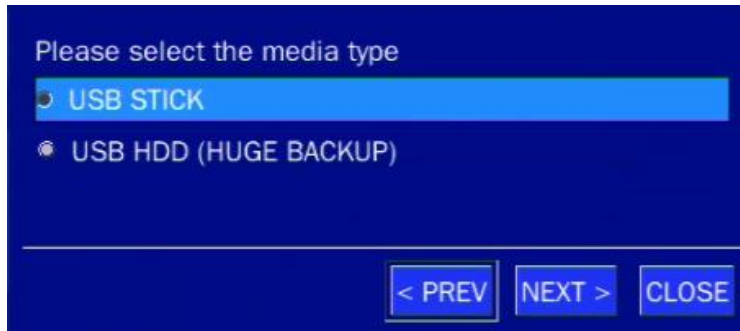 Please select the media type
USB STICK
USB HDD (HUGE BACKUP)
< PREV NEXT > CLOSE